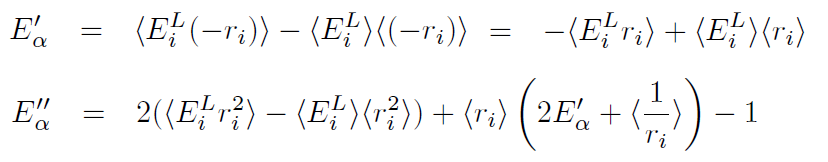 E′_α = ⟨E_i^L(−r_i)⟩ − ⟨E_i^L⟩⟨(−r_i)⟩ = −⟨E_i^L r_i⟩ + ⟨E_i^L⟩⟨r_i⟩
E″_α = 2(⟨E_i^L r_i^2⟩ − ⟨E_i^L⟩⟨r_i^2⟩) + ⟨r_i⟩ (2E′_α + ⟨1/r_i⟩) − 1